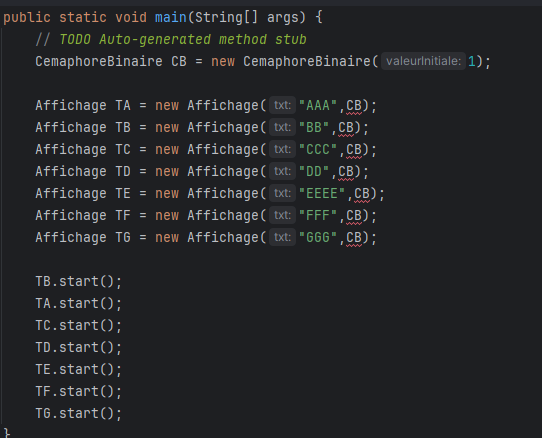 public static void main(String[] args) {
// TODO Auto-generated method stub
CemaphoreBinaire CB = new CemaphoreBinaire( valeurInitiale: 1);
Affichage TA = new Affichage( txt: "AAA",CB);
Affichage TB = new Affichage( txt: "BB",CB);
Affichage TC = new Affichage( txt: "CCC",CB);
Affichage TD = new Affichage( txt: "DD",CB);
Affichage TE = new Affichage( txt: "EEEE",CB);
Affichage TF = new Affichage( txt: "FFF",CB);
Affichage TG = new Affichage( txt: "GGG",CB);
TB.start();
TA.start();
TC.start();
TD.start();
TE.start();
TF.start();
TG.start();
}